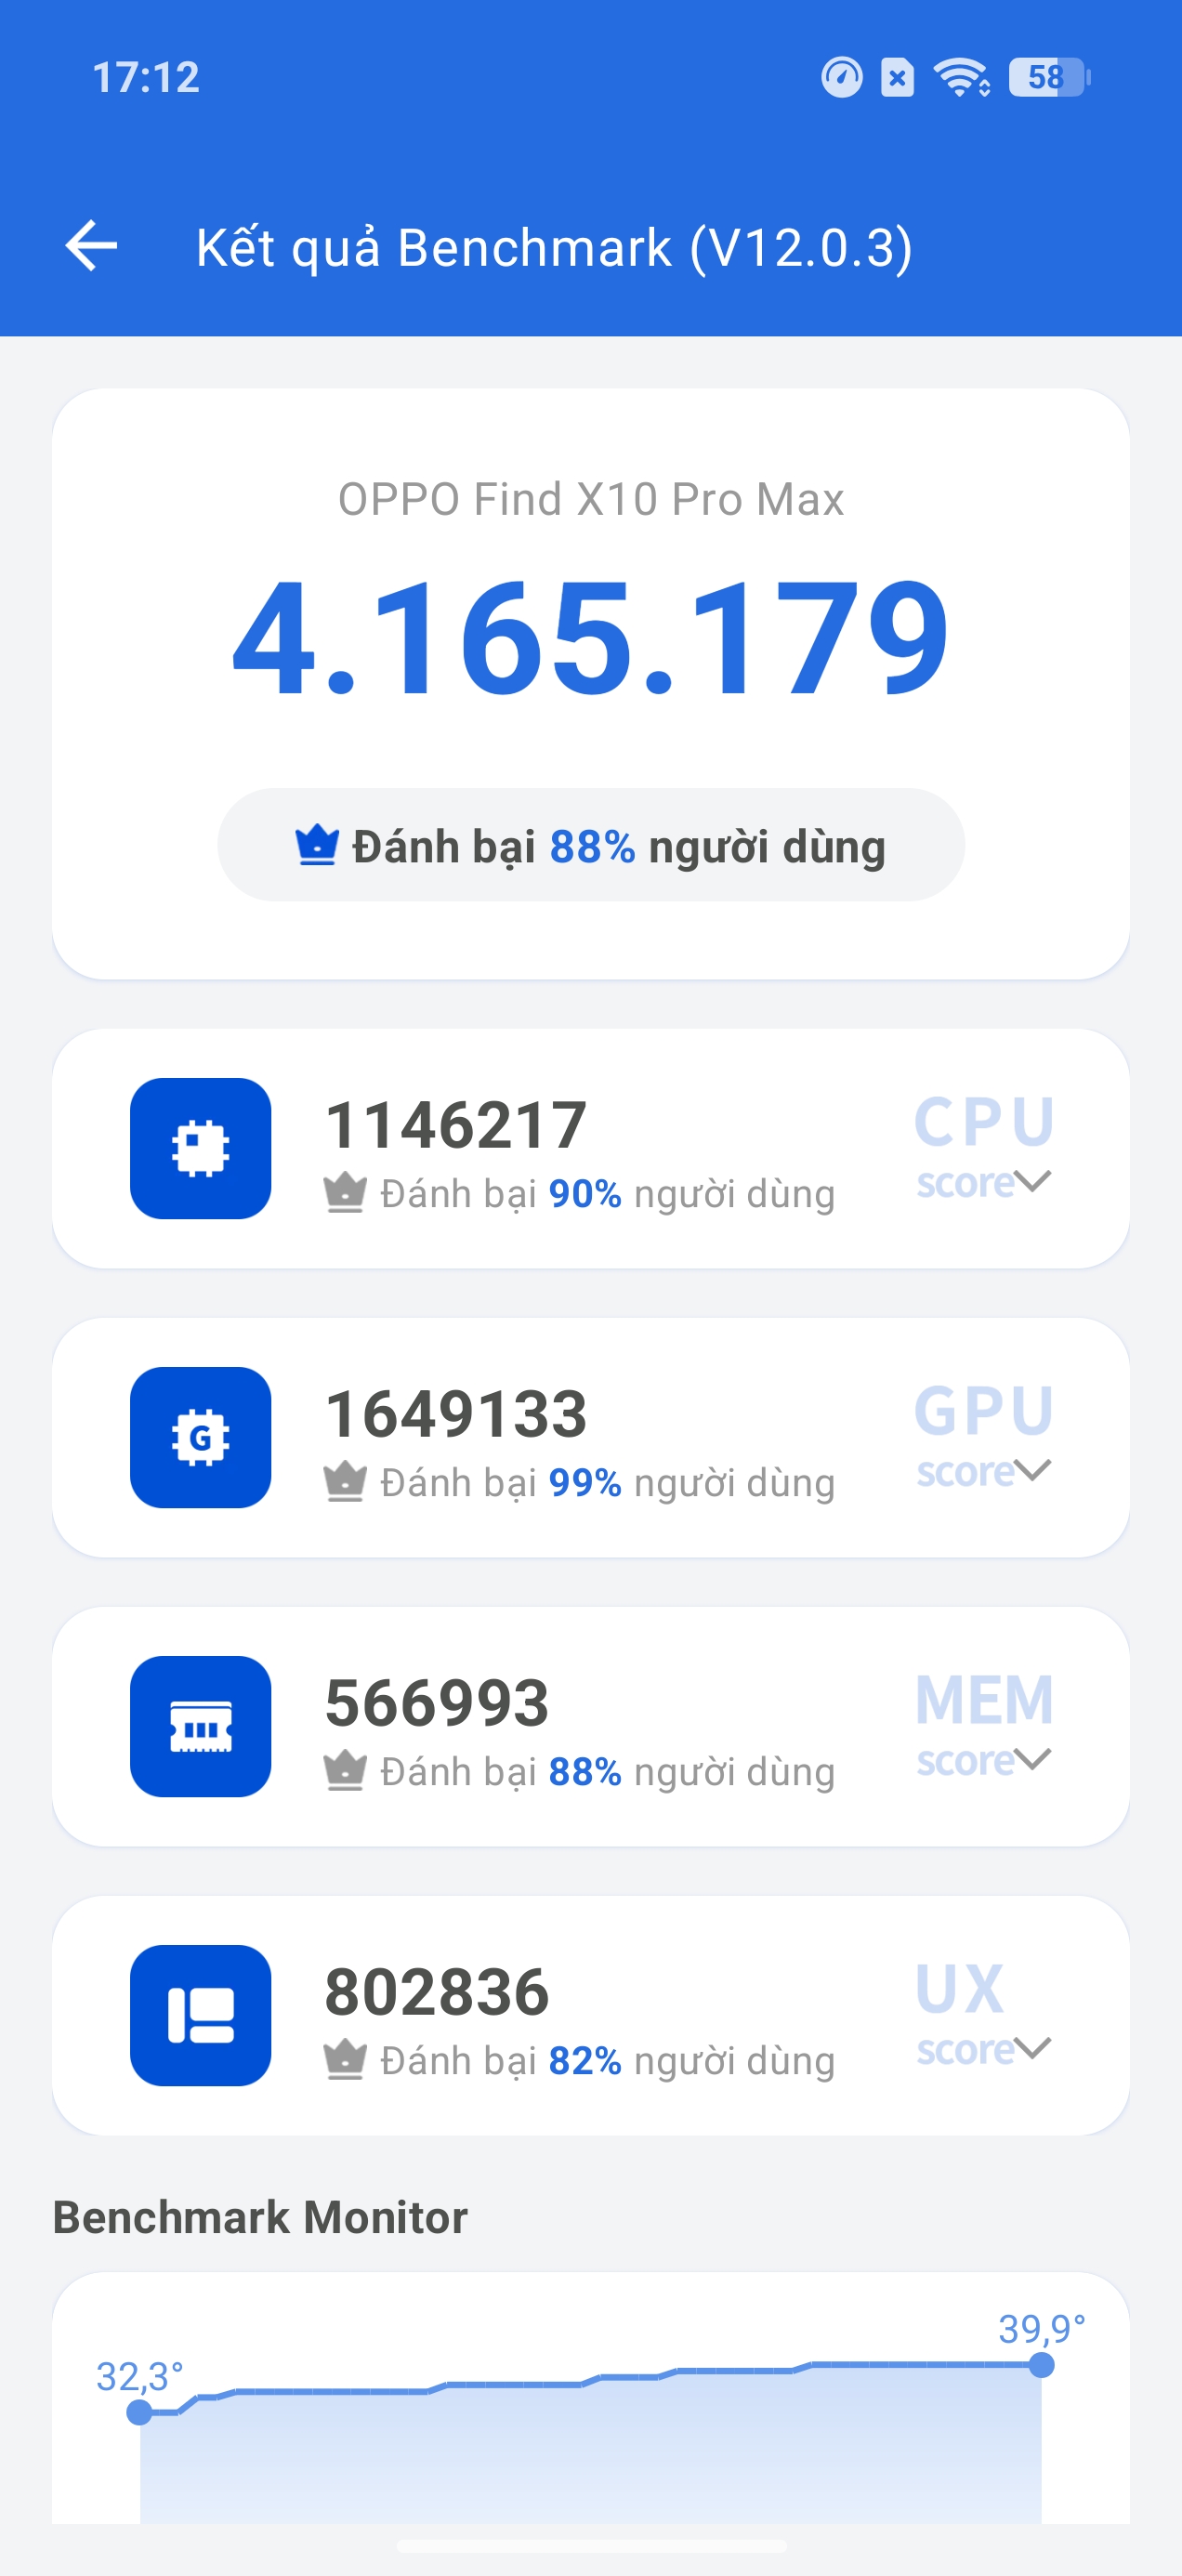 17:12
58
Kết quả Benchmark (V12.0.3)
OPPO Find X10 Pro Max
4.165.179
Đánh bại 88% người dùng
1146217
Đánh bại 90% người dùng
CPU
score
G
1649133
Đánh bại 99% người dùng
GPU
score
566993
Đánh bại 88% người dùng
MEM
score
802836
Đánh bại 82% người dùng
UX
score
Benchmark Monitor
32,3°
39,9°